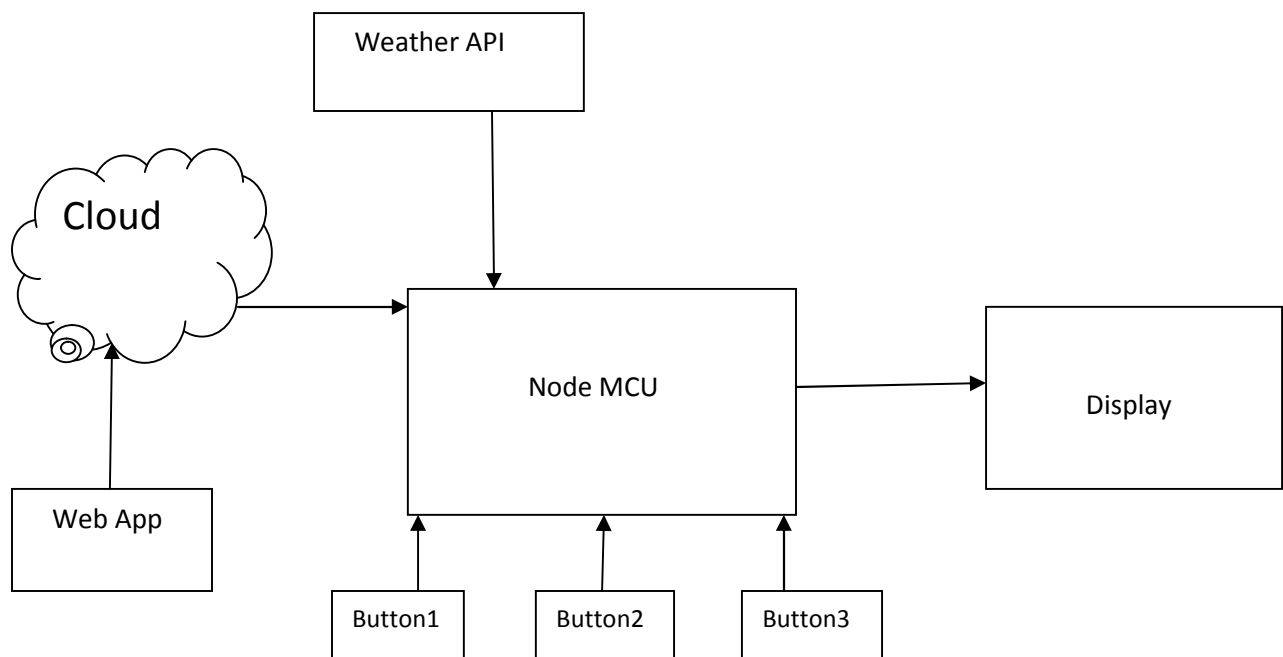 Weather API
Cloud
Node MCU
Display
Web App
Button1
Button2
Button3